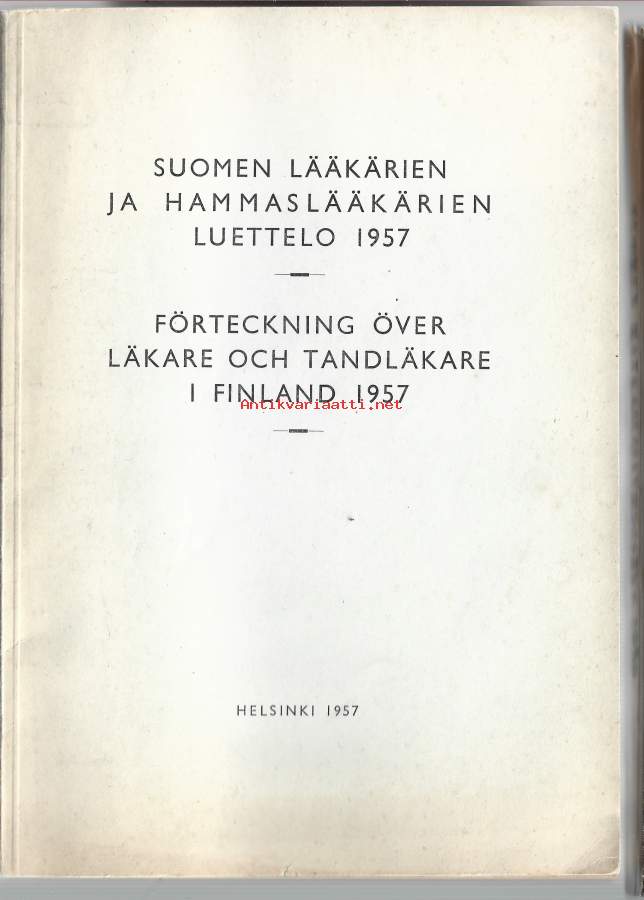 SUOMEN LÄÄKÄRIEN
JA HAMMASLÄÄKÄRIEN
LUETTELO 1957
FÖRTECKNING ÖVER
LÄKARE OCH TANDLÄKARE
I FINLAND 1957
Antikvariaatti.net
HELSINKI 1957